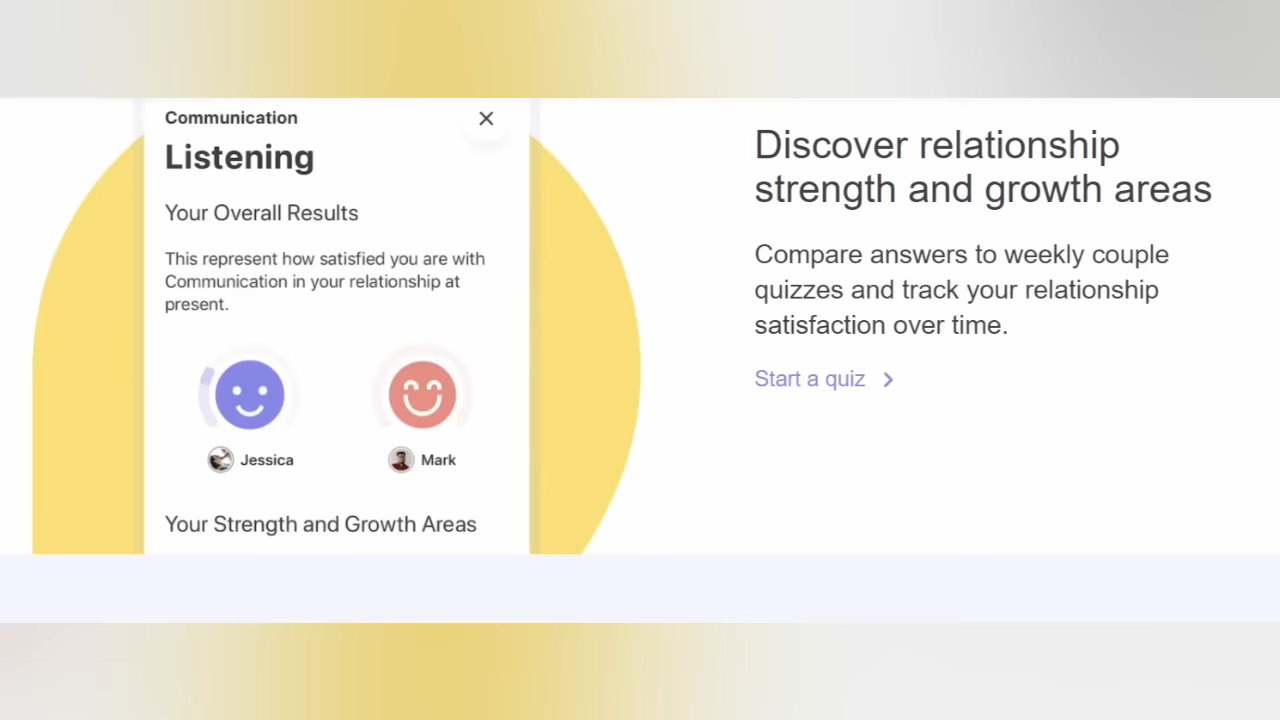 Communication
Listening
Your Overall Results
This represent how satisfied you are with
Communication in your relationship at
present.
Jessica
Mark
Your Strength and Growth Areas
Discover relationship
strength and growth areas
Compare answers to weekly couple
quizzes and track your relationship
satisfaction over time.
Start a quiz